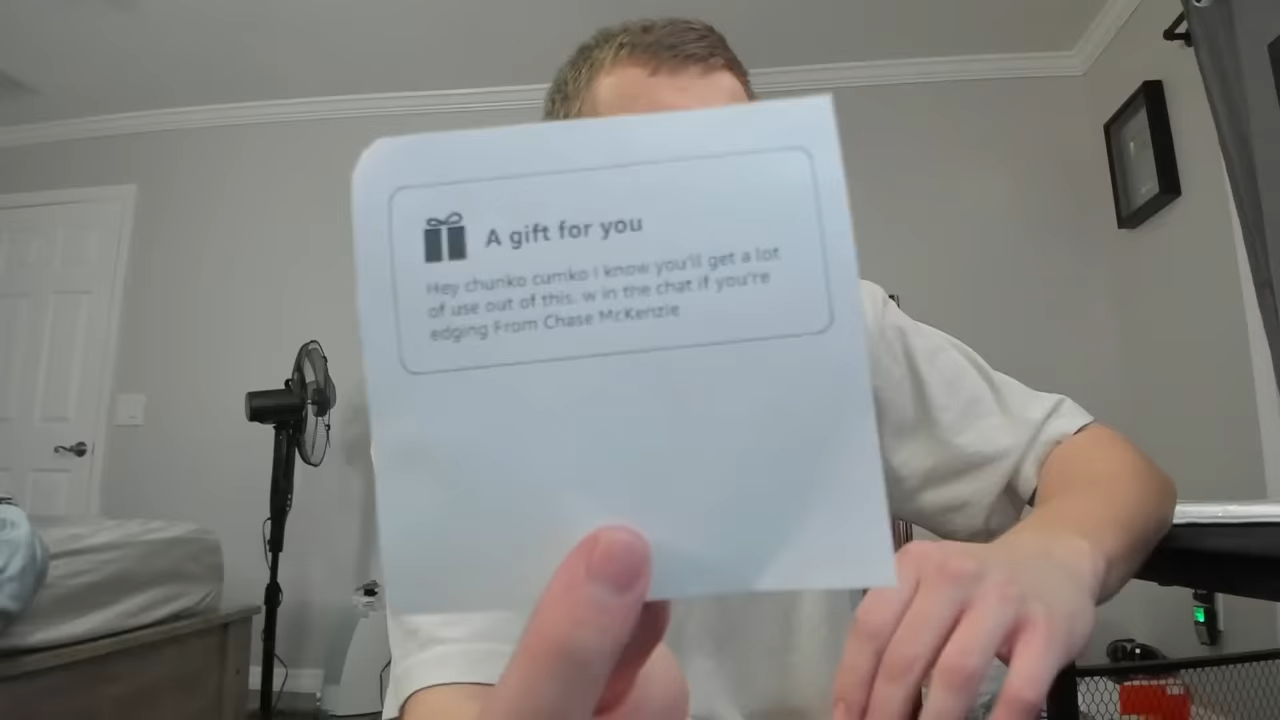 A gift for you
Hey chunko cumko I know you'll get a lot
of use out of this. w in the chat if you're
edging From Chase McKenzie